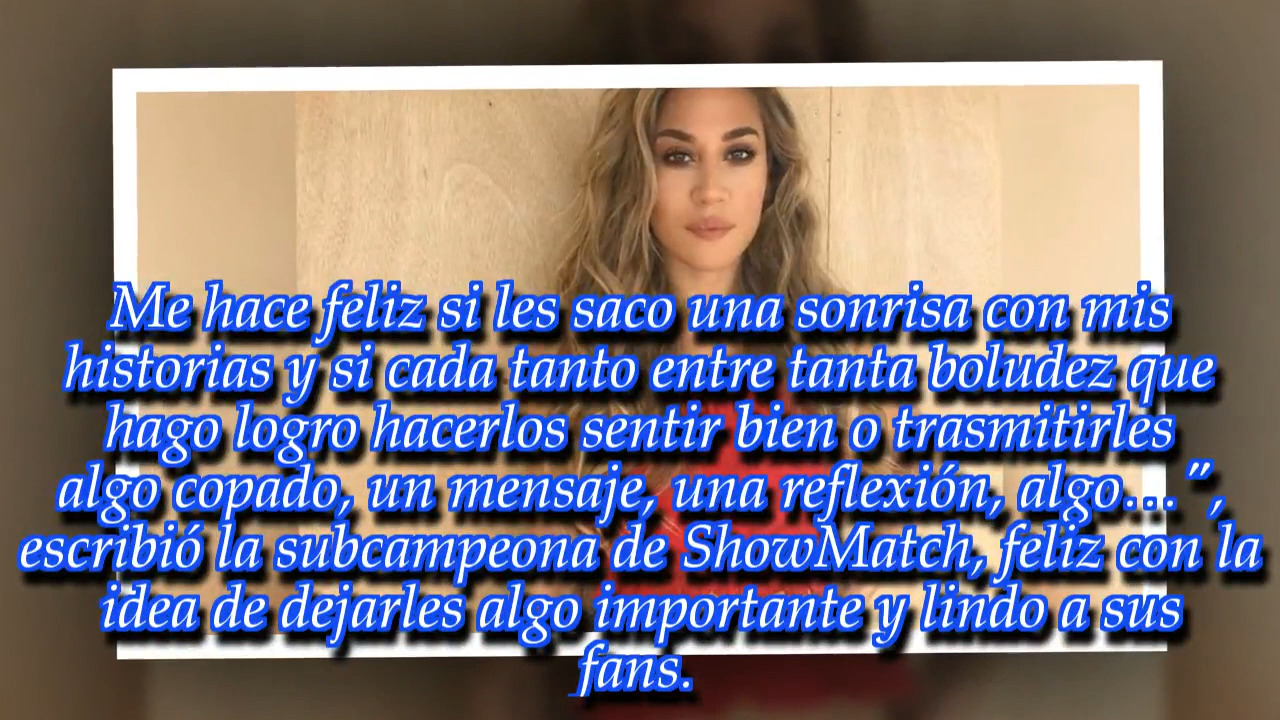 Me hace feliz si les saco una sonrisa con mis
historias y si cada tanto entre tanta boludez que
hago logro hacerlos sentir bien o trasmitirles
algo copado, un mensaje, una reflexión, algo…”,
escribió la subcampeona de ShowMatch, feliz con la
idea de dejarles algo importante y lindo a sus
fans.